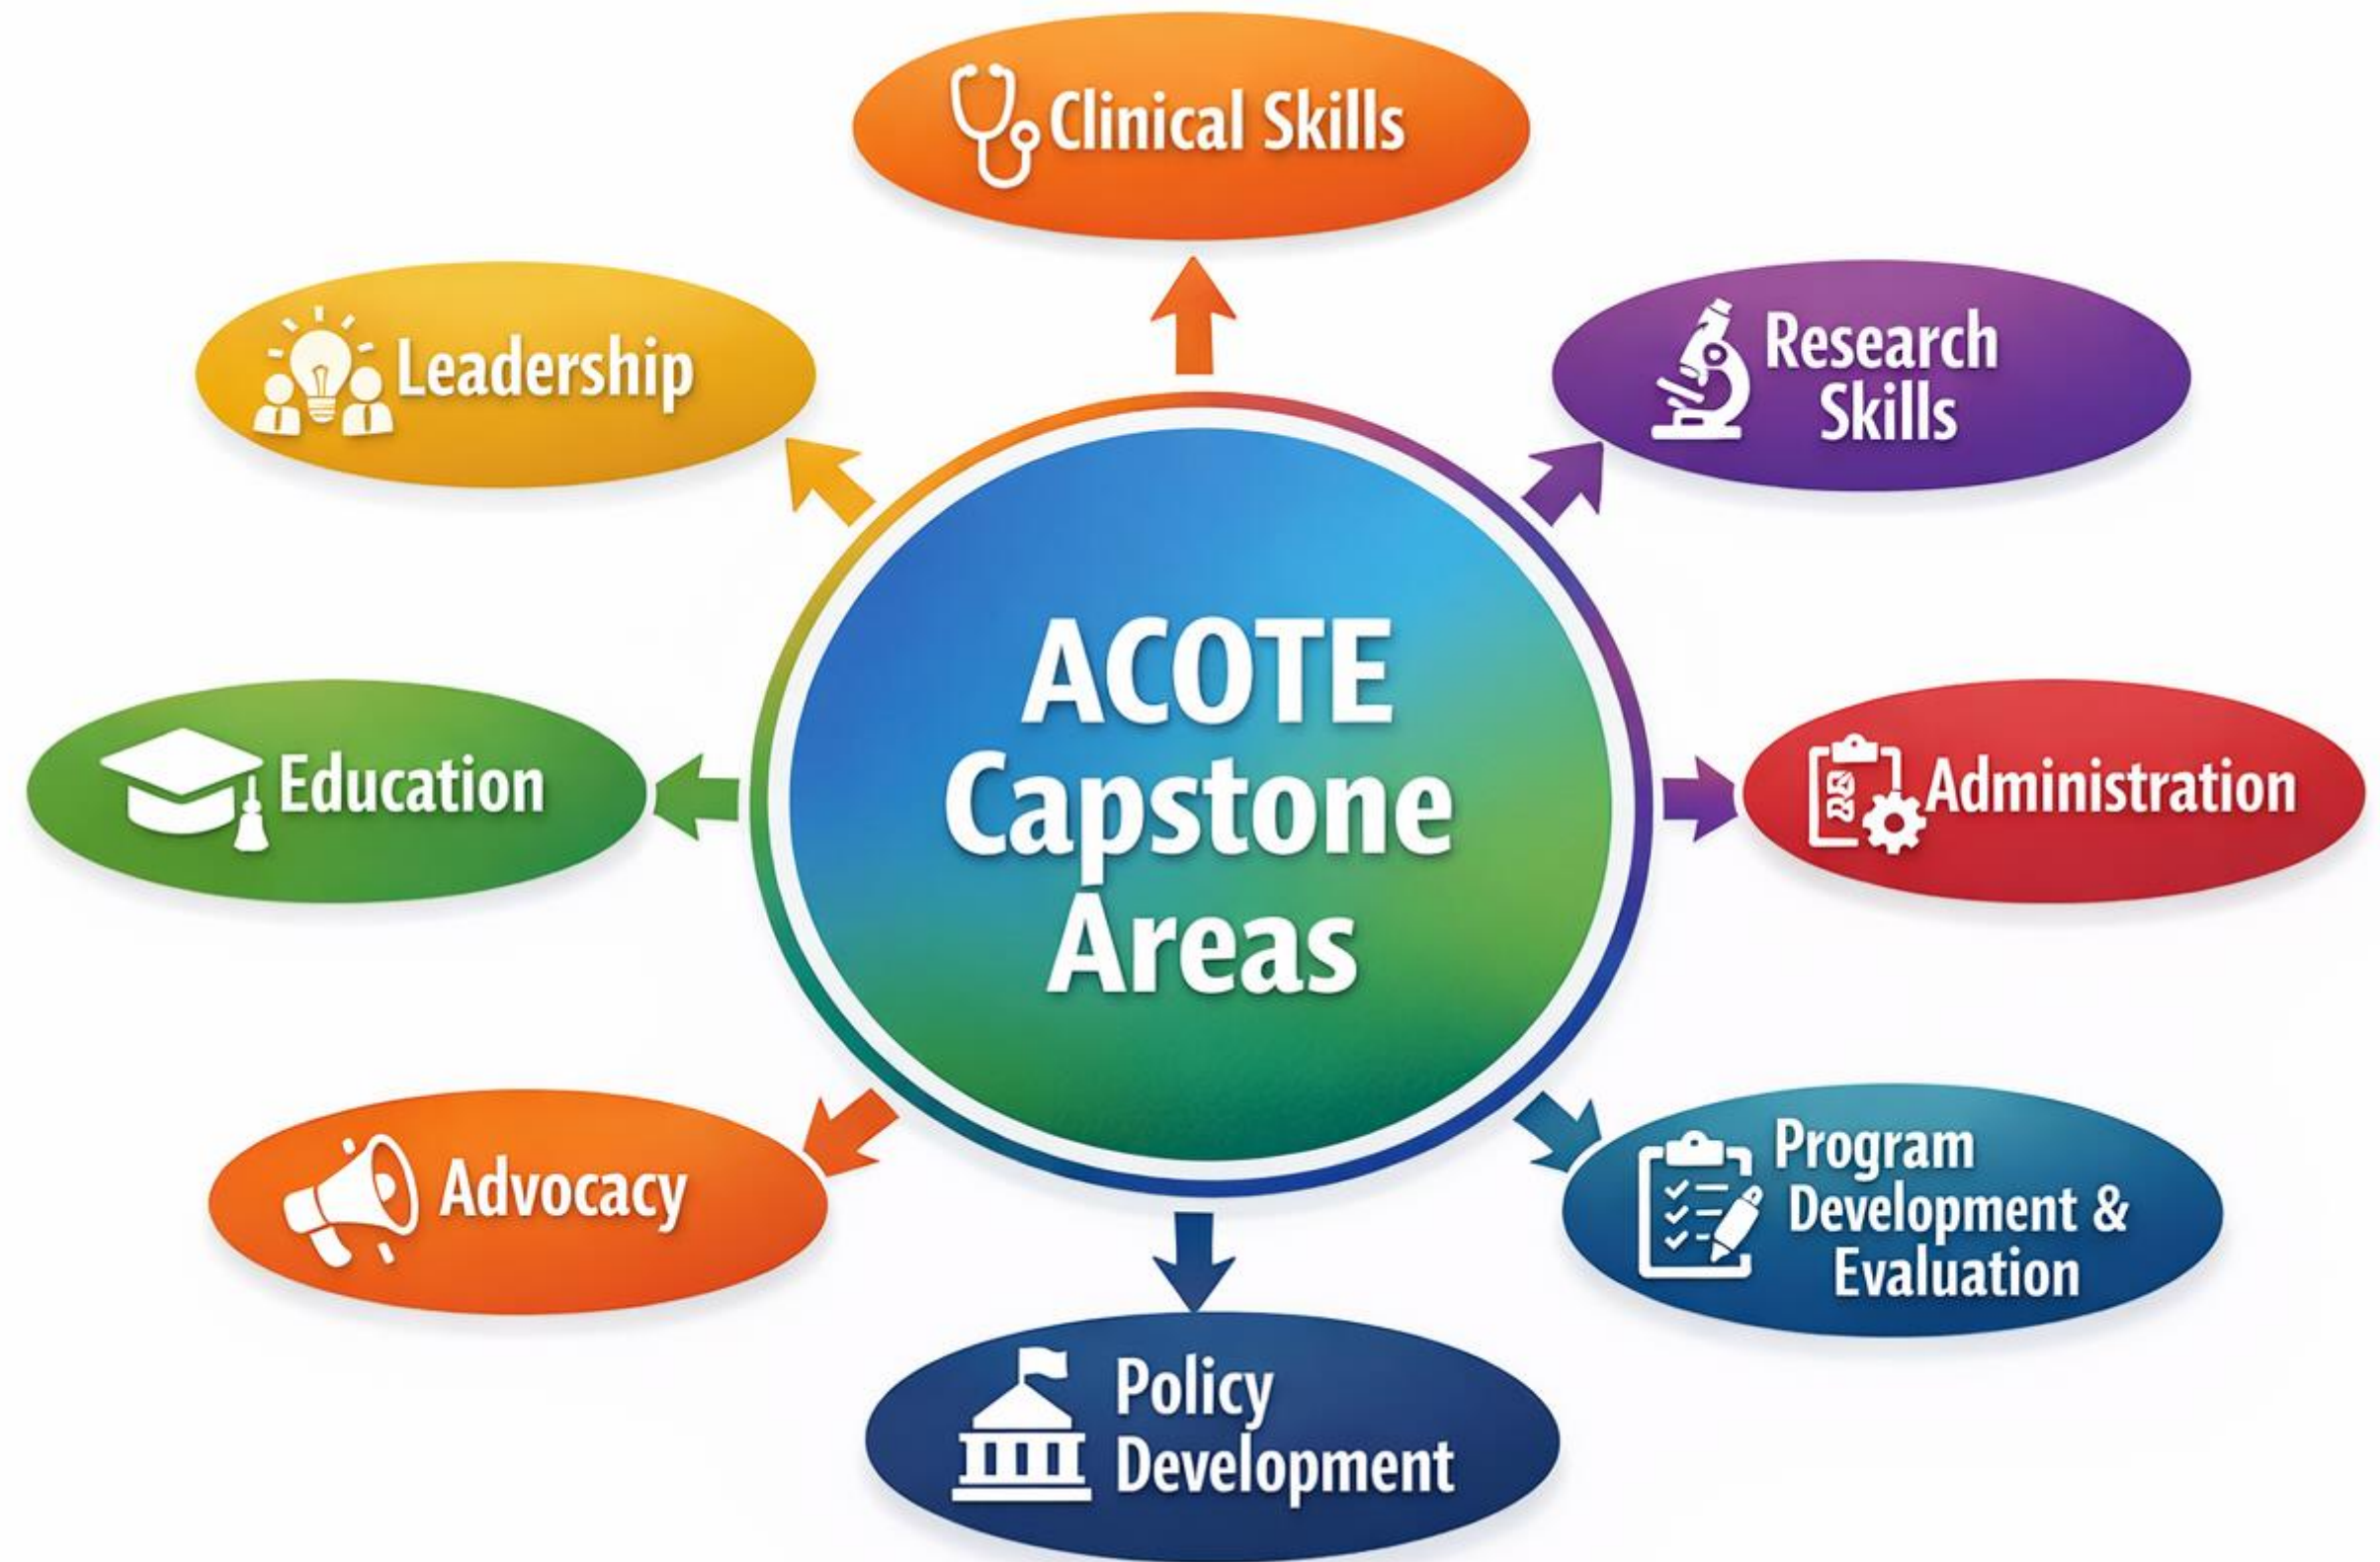 Clinical Skills
Leadership
Research
Skills
ACOTE
Capstone
Areas
Education
Administration
Advocacy
Program
Development &
Evaluation
Policy
Development